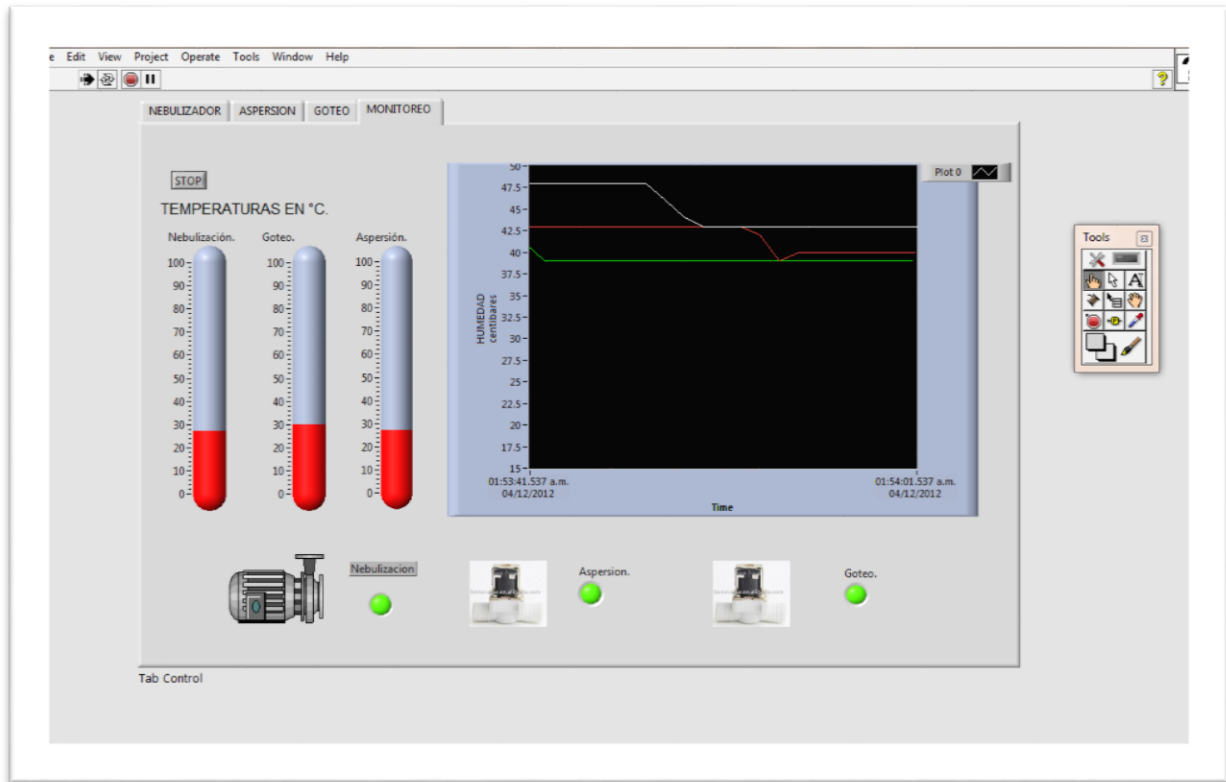 e Edit View Project Operate Tools Window Help
NEBULIZADOR ASPERSION GOTEO MONITOREO
STOP
TEMPERATURAS EN °C.
Nebulización. Goteo. Aspersión.
100 100 100
90 90 90
80 80 80
70 70 70
60 60 60
50 50 50
40 40 40
30 30 30
20 20 20
10 10 10
0 0 0
Plot 0
50
47.5
45
42.5
40
37.5
35
32.5
30
27.5
25
22.5
20
17.5
15
HUMEDAD
centibares
01:53:41.537 a.m. 01:54:01.537 a.m.
04/12/2012 04/12/2012
Time
Tools
A
Nebulizacion Aspersion. Goteo.
Tab Control